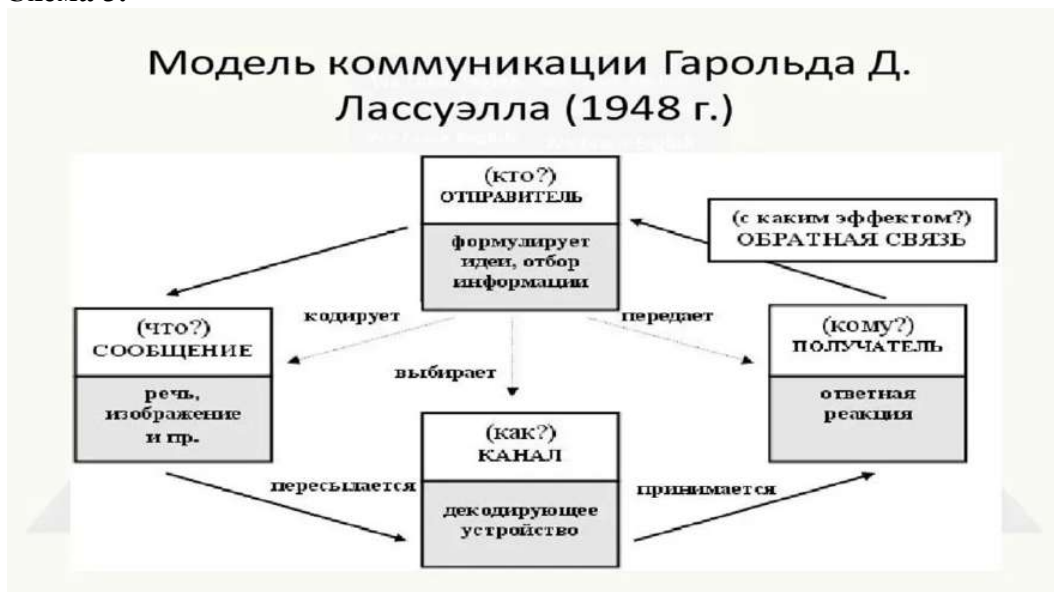 Модель коммуникации Гарольда Д.
Лассуэлла (1948 г.)
(кто?)
ОТПРАВИТЕЛЬ
формулирует
идеи, отбор
информации
(с каким эффектом?)
ОБРАТНАЯ СВЯЗЬ
(что?)
СООБЩЕНИЕ
речь,
изображение
и пр.
кодирует
выбирает
передает
(кому?)
ПОЛУЧАТЕЛЬ
ответная
реакция
(как?)
КАНАЛ
декодирующее
устройство
пересылается
принимается